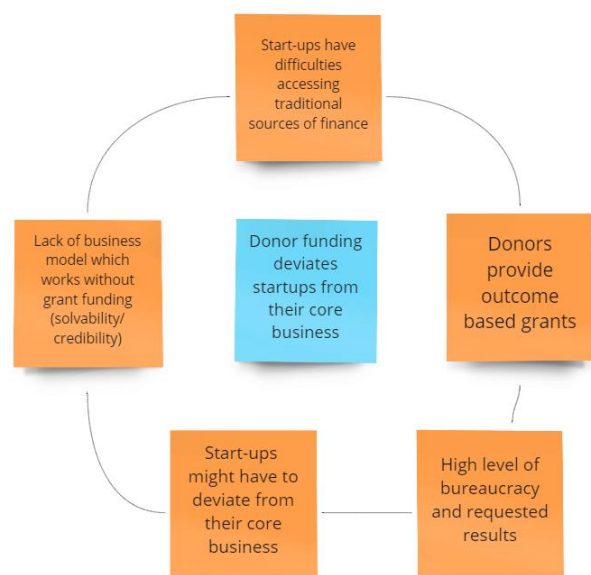 Start-ups have
difficulties
accessing
traditional
sources of finance
Lack of business
model which
works without
grant funding
(solvability/
credibility)
Donor funding
deviates
startups from
their core
business
Donors
provide
outcome
based grants
Start-ups
might have to
deviate from
their core
business
High level of
bureaucracy
and requested
results